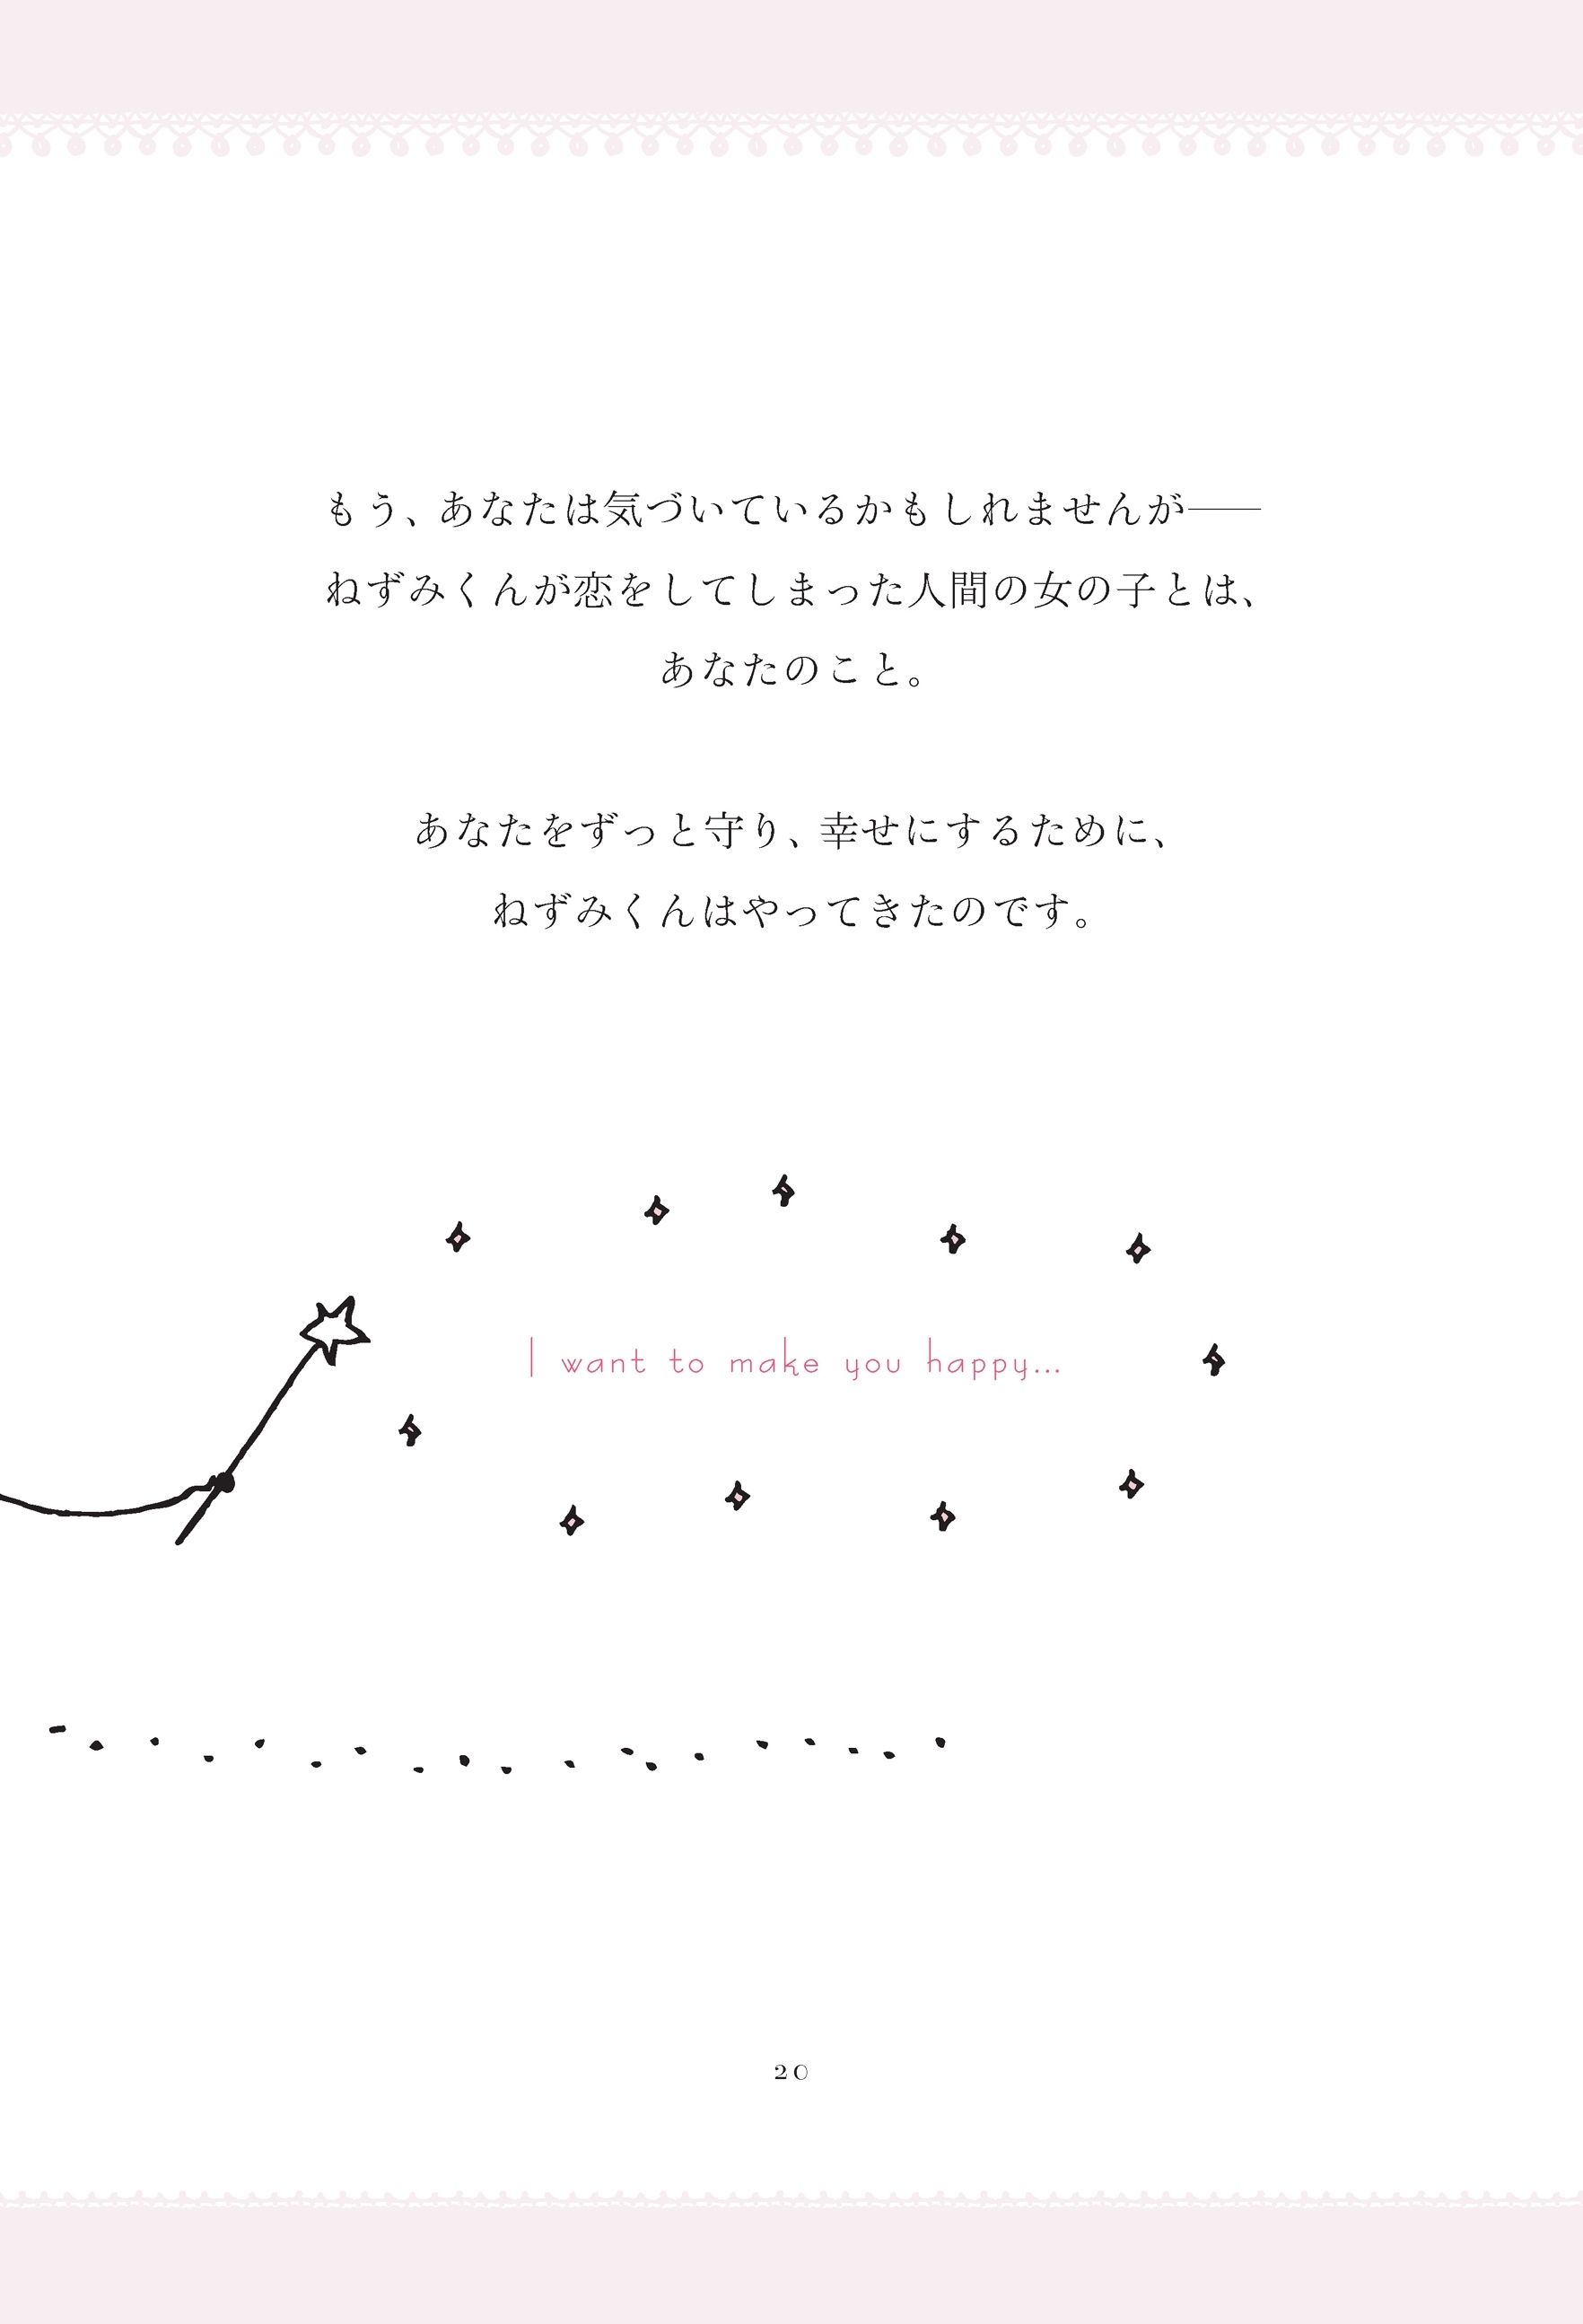 もう、あなたは気づいているかもしれませんが――
ねずみくんが恋をしてしまった人間の女の子とは、
あなたのこと。
あなたをずっと守り、幸せにするために、
ねずみくんはやってきたのです。
I want to make you happy...
20